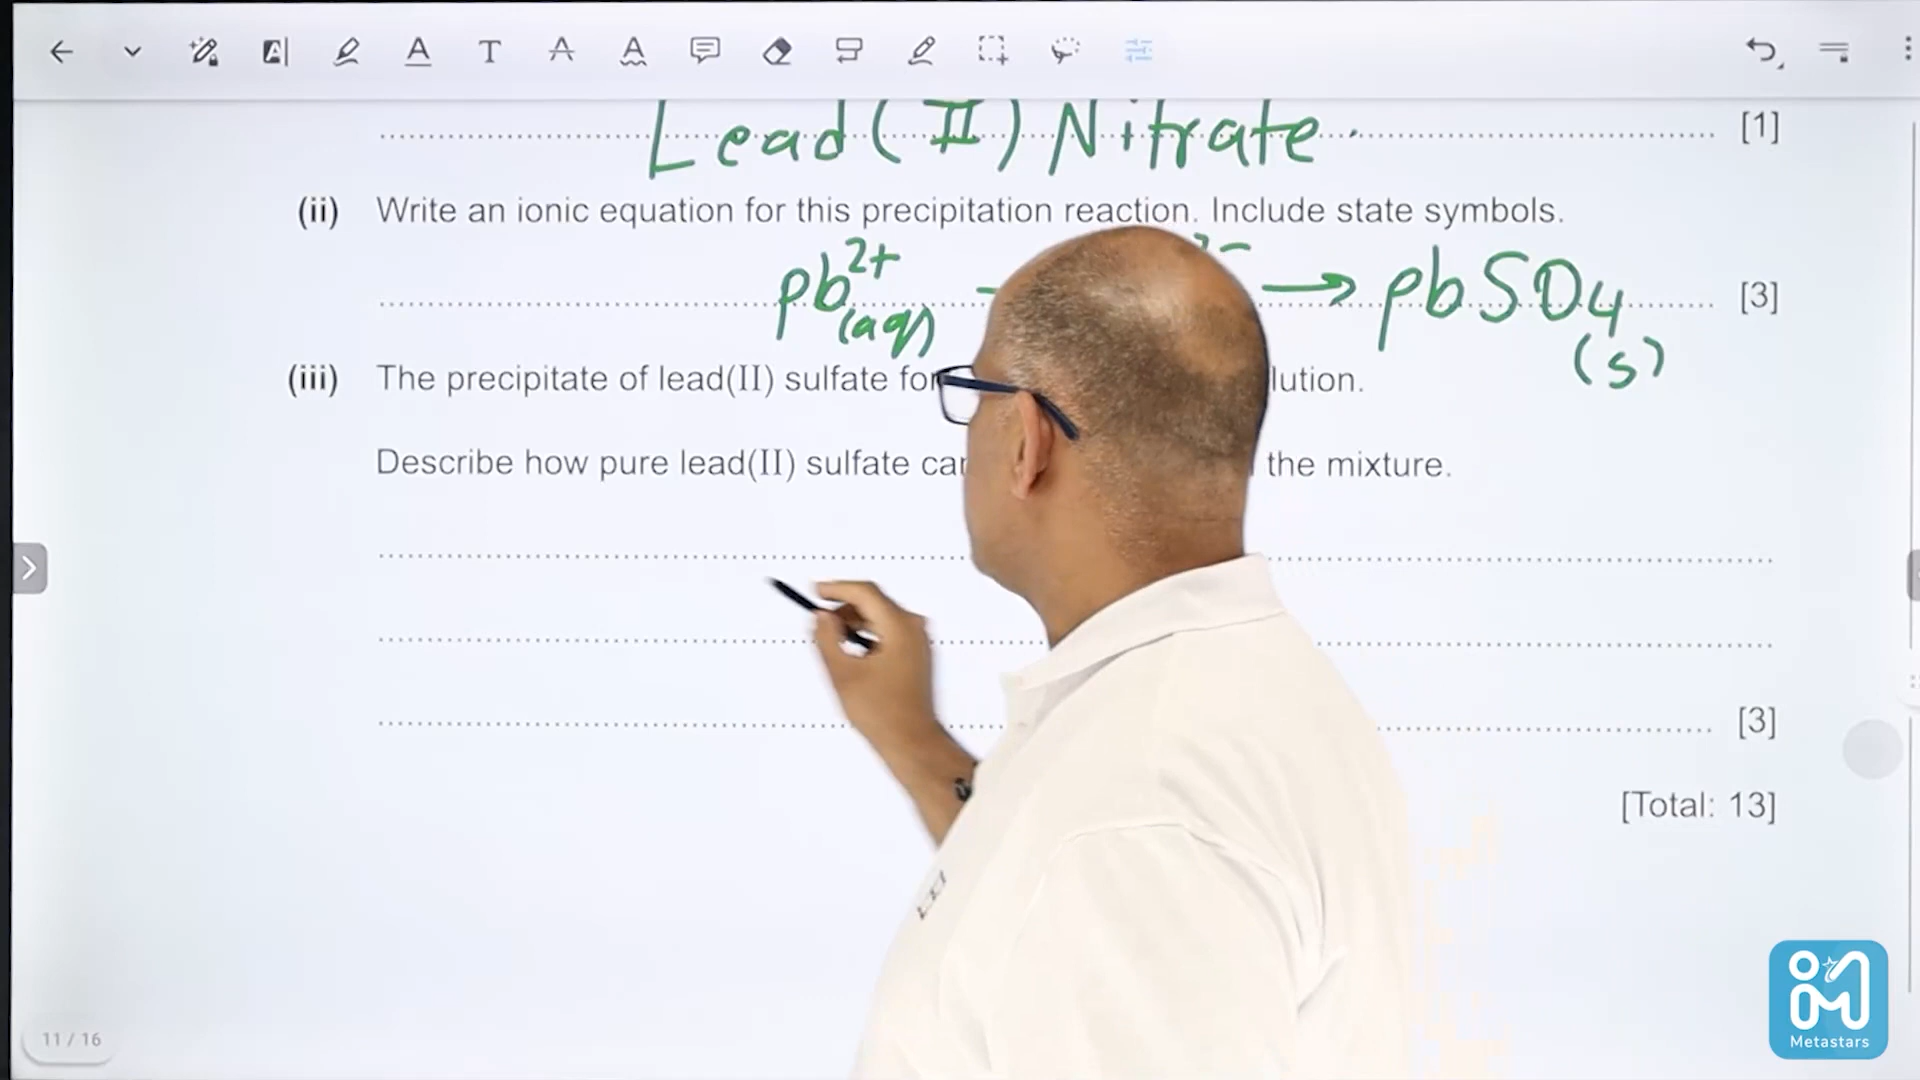 Lead (II) Nitrate. [1]
(ii) Write an ionic equation for this precipitation reaction. Include state symbols.
pb²⁺(aq) 2− → pbSO₄(s) [3]
(iii) The precipitate of lead(II) sulfate lution.
Describe how pure lead(II) sulfate the mixture.
[3]
[Total: 13]
11 / 16
Metastars